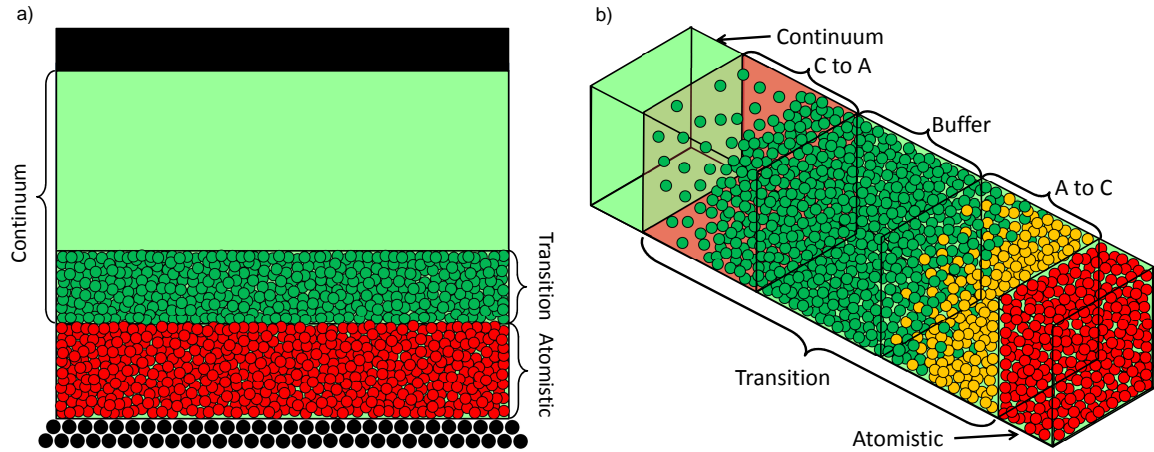 a)
Continuum
Transition
Atomistic
b)
Continuum
C to A
Buffer
A to C
Transition
Atomistic